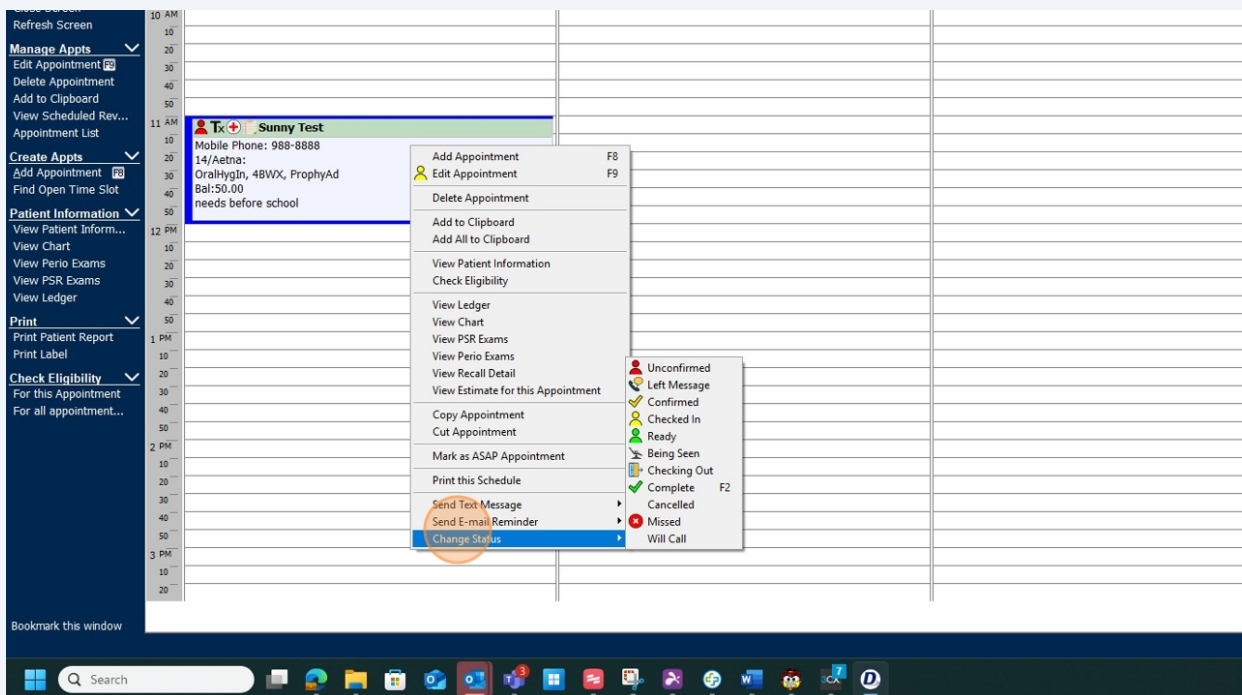 Refresh Screen
Manage Appts
Edit Appointment F9
Delete Appointment
Add to Clipboard
View Scheduled Rev...
Appointment List
Create Appts
Add Appointment F8
Find Open Time Slot
Patient Information
View Patient Inform...
View Chart
View Perio Exams
View PSR Exams
View Ledger
Print
Print Patient Report
Print Label
Check Eligibility
For this Appointment
For all appointment...
Bookmark this window
10 AM
10
20
30
40
50
11 AM
10
20
30
40
50
12 PM
10
20
30
40
50
1 PM
10
20
30
40
50
2 PM
10
20
30
40
50
3 PM
10
20
Tx Sunny Test
Mobile Phone: 988-8888
14/Aetna:
OralHygIn, 4BWX, ProphyAd
Bal:50.00
needs before school
Add Appointment F8
Edit Appointment F9
Delete Appointment
Add to Clipboard
Add All to Clipboard
View Patient Information
Check Eligibility
View Ledger
View Chart
View PSR Exams
View Perio Exams
View Recall Detail
View Estimate for this Appointment
Copy Appointment
Cut Appointment
Mark as ASAP Appointment
Print this Schedule
Send Text Message
Send E-mail Reminder
Change Status
Unconfirmed
Left Message
Confirmed
Checked In
Ready
Being Seen
Checking Out
Complete F2
Cancelled
Missed
Will Call
Search
3
7